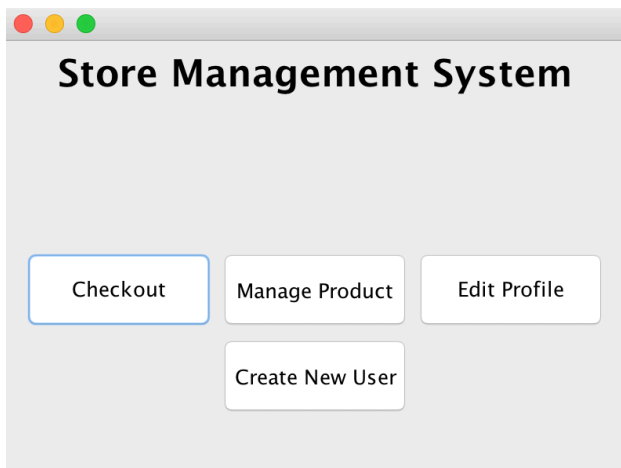 Store Management System
Checkout
Manage Product
Edit Profile
Create New User